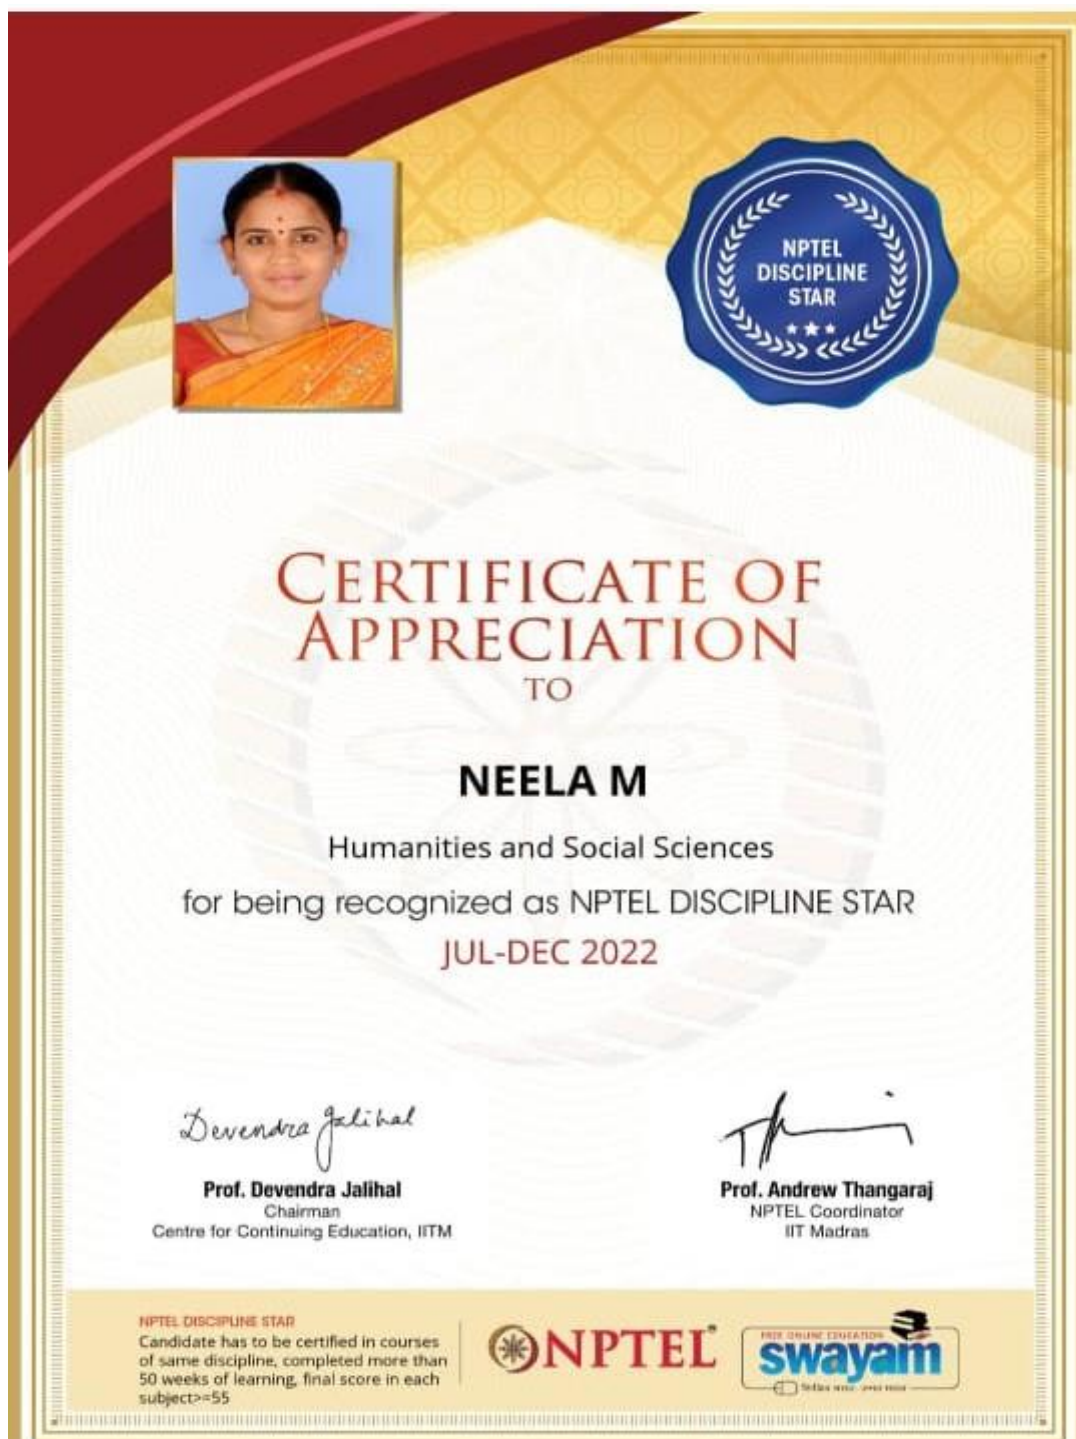 NPTEL
DISCIPLINE
STAR
CERTIFICATE OF
APPRECIATION
TO
NEELA M
Humanities and Social Sciences
for being recognized as NPTEL DISCIPLINE STAR
JUL-DEC 2022
Devendra Jalihal
Prof. Devendra Jalihal
Chairman
Centre for Continuing Education, IITM
Prof. Andrew Thangaraj
NPTEL Coordinator
IIT Madras
NPTEL DISCIPLINE STAR
Candidate has to be certified in courses
of same discipline, completed more than
50 weeks of learning, final score in each
subject>=55
NPTEL
FREE ONLINE EDUCATION
swayam